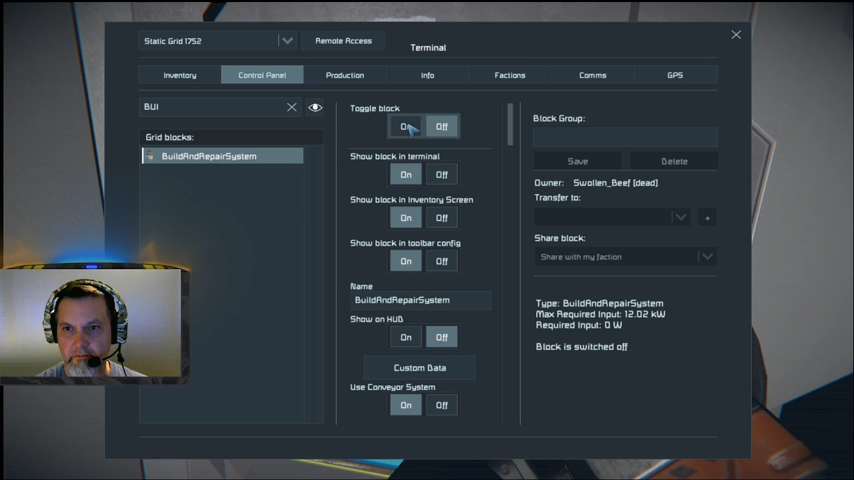 Static Grid 1752
Remote Access
Terminal
Inventory
Control Panel
Production
Info
Factions
Comms
GPS
BUI
Grid blocks:
BuildAndRepairSystem
Toggle block
On Off
Show block in terminal
On Off
Show block in Inventory Screen
On Off
Show block in toolbar config
On Off
Name
BuildAndRepairSystem
Show on HUD
On Off
Custom Data
Use Conveyor System
On Off
Block Group:
Save Delete
Owner: Swollen_Beef [dead]
Transfer to:
+
Share block:
Share with my faction
Type: BuildAndRepairSystem
Max Required Input: 12.02 kW
Required Input: 0 W
Block is switched off